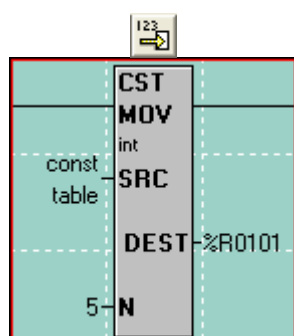 123
CST
MOV
int
const
table
SRC
DEST %R0101
5 N